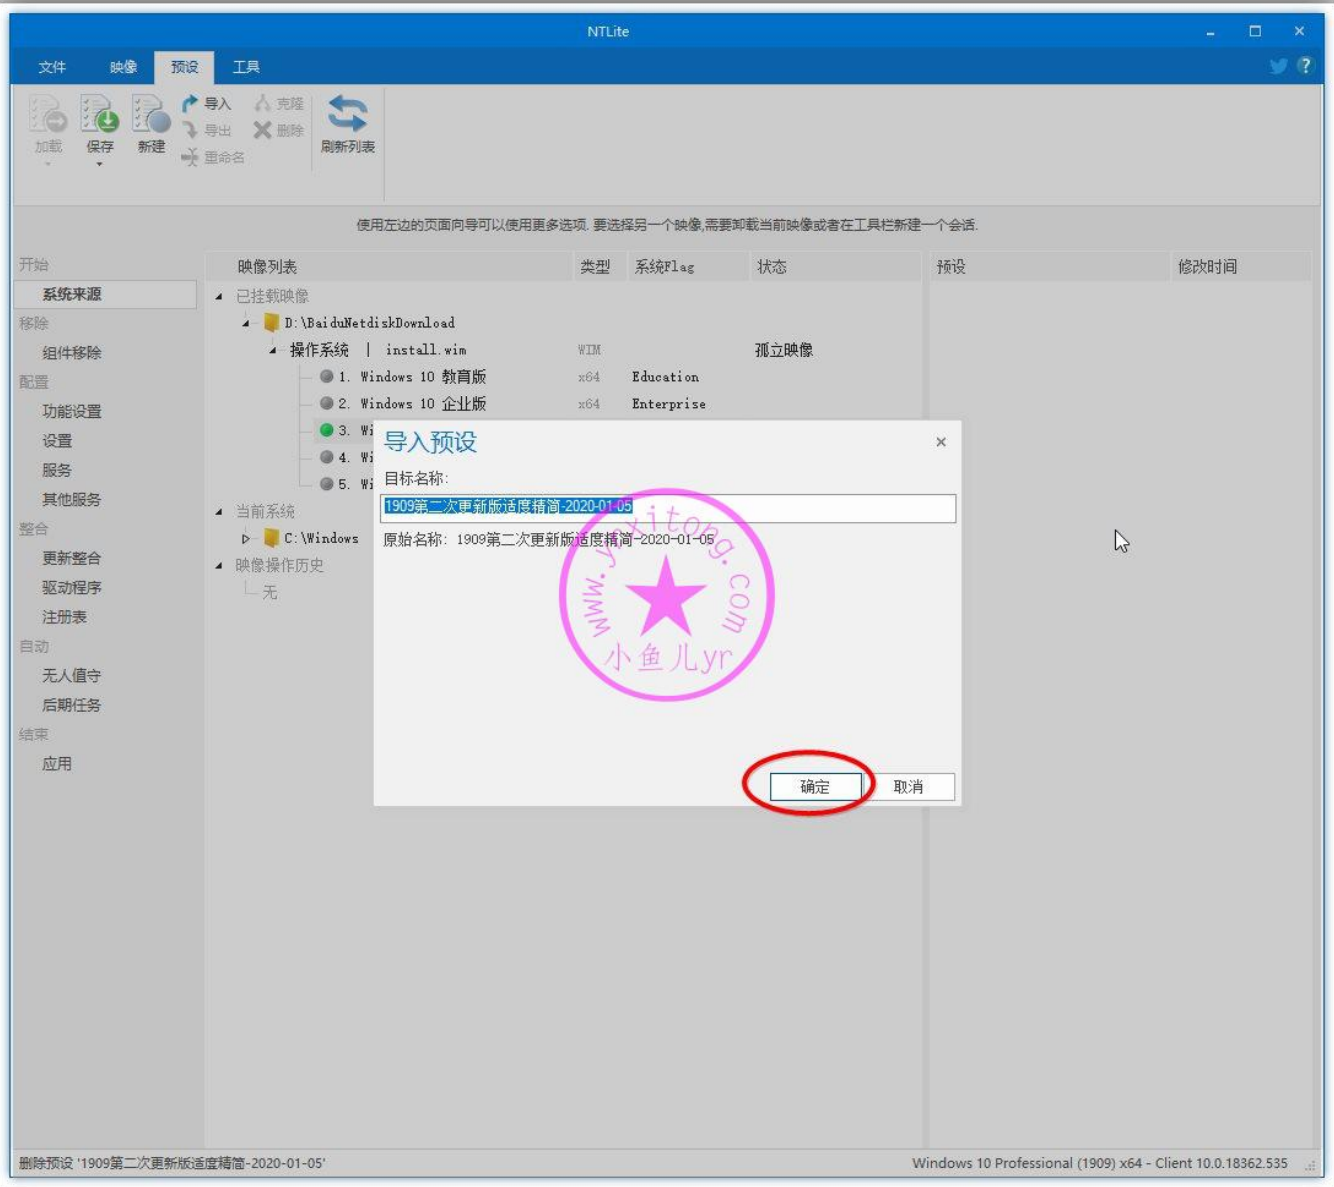 NTLite
文件 映像 预设 工具
导入 克隆
导出 删除
加载 保存 新建 重命名 刷新列表
使用左边的页面向导可以使用更多选项. 要选择另一个映像,需要卸载当前映像或者在工具栏新建一个会话.
开始
系统来源
移除
组件移除
配置
功能设置
设置
服务
其他服务
整合
更新整合
驱动程序
注册表
自动
无人值守
后期任务
结束
应用
映像列表 类型 系统Flag 状态 预设 修改时间
已挂载映像
D:\BaiduNetdiskDownload
操作系统 | install.wim WIM 孤立映像
1. Windows 10 教育版 x64 Education
2. Windows 10 企业版 x64 Enterprise
3. Wi
4. Wi
5. Wi
当前系统
C:\Windows
映像操作历史
无
导入预设
目标名称:
1909第二次更新版适度精简-2020-01-05
原始名称: 1909第二次更新版适度精简-2020-01-05
www.ynxitong.com
小鱼儿yr
确定 取消
删除预设 '1909第二次更新版适度精简-2020-01-05'
Windows 10 Professional (1909) x64 - Client 10.0.18362.535